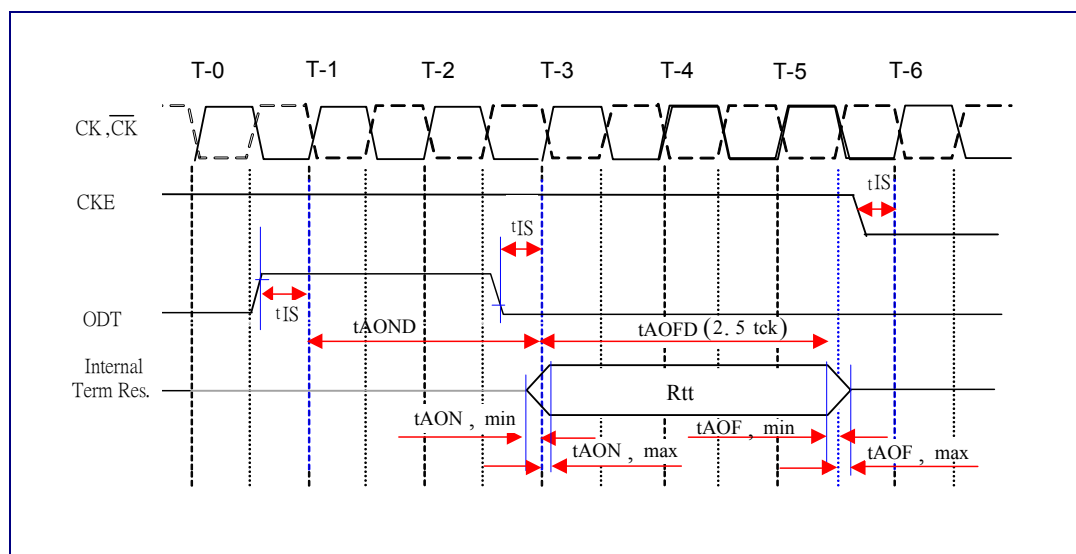 T-0 T-1 T-2 T-3 T-4 T-5 T-6
CK ,C̅K̅
CKE
tIS
tIS
tIS
ODT
tAOND
tAOFD (2. 5 tck)
Internal
Term Res.
Rtt
tAON , min
tAOF , min
tAON , max
tAOF , max